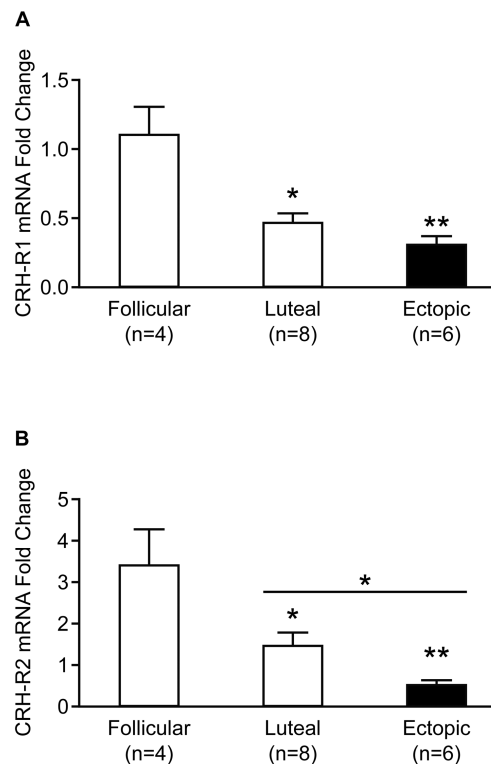 A
CRH-R1 mRNA Fold Change
1.5
1.0
0.5
0.0
*
**
Follicular
(n=4)
Luteal
(n=8)
Ectopic
(n=6)
B
CRH-R2 mRNA Fold Change
5
4
3
2
1
0
*
*
**
Follicular
(n=4)
Luteal
(n=8)
Ectopic
(n=6)